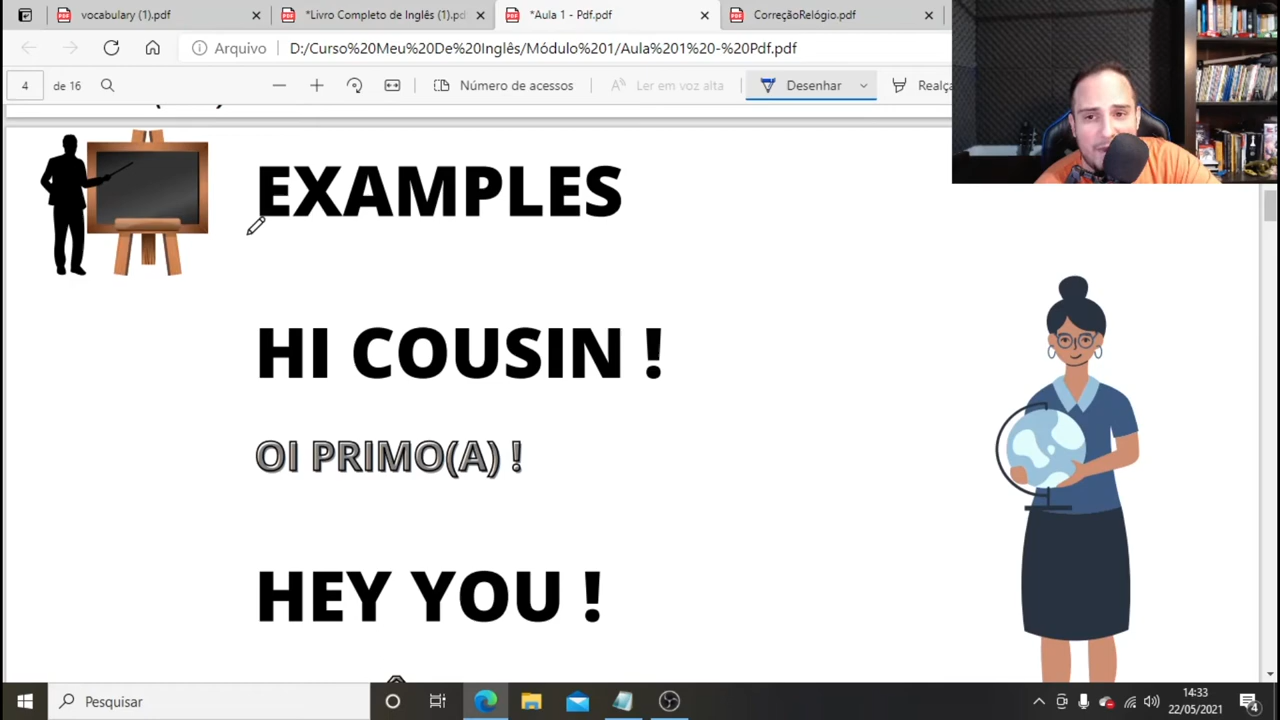 vocabulary (1).pdf
*Livro Completo de Inglês (1).pd
*Aula 1 - Pdf.pdf
CorreçãoRelógio.pdf
Arquivo
D:/Curso%20Meu%20De%20Inglês/Módulo%201/Aula%201%20-%20Pdf.pdf
4 de 16
Número de acessos
Ler em voz alta
Desenhar
Realça
EXAMPLES
HI COUSIN !
OI PRIMO(A) !
HEY YOU !
Pesquisar
14:33
22/05/2021
4